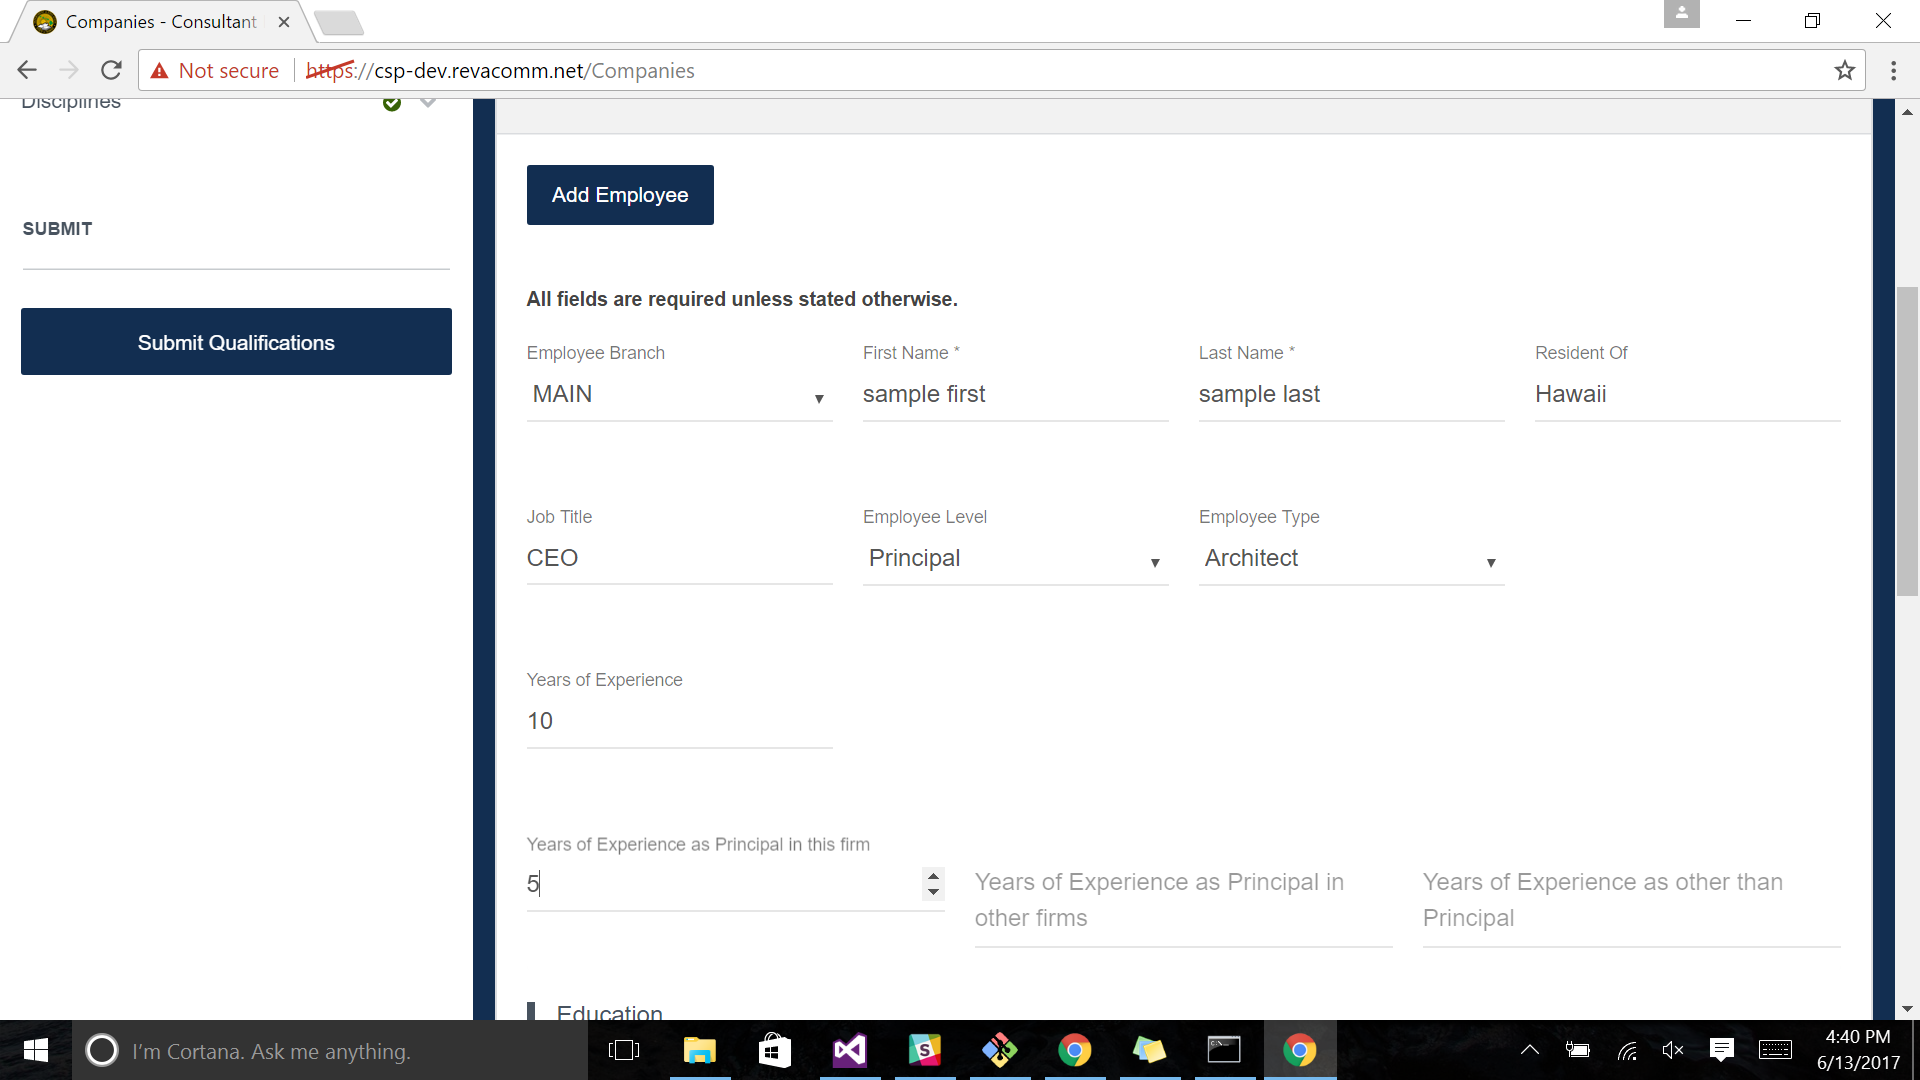 Companies - Consultant
Not secure
https://csp-dev.revacomm.net/Companies
Disciplines
SUBMIT
Submit Qualifications
Add Employee
All fields are required unless stated otherwise.
Employee Branch
First Name *
Last Name *
Resident Of
MAIN
sample first
sample last
Hawaii
Job Title
Employee Level
Employee Type
CEO
Principal
Architect
Years of Experience
10
Years of Experience as Principal in this firm
5
Years of Experience as Principal in
other firms
Years of Experience as other than
Principal
Education
I'm Cortana. Ask me anything.
4:40 PM
6/13/2017